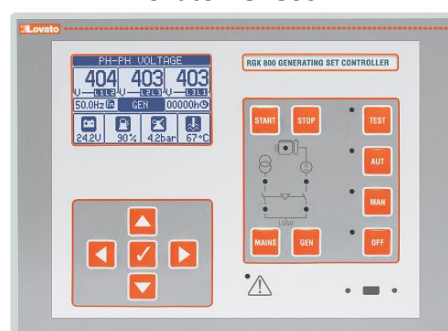 Lovato
PH-PH VOLTAGE
404 403 403
V L1L2 V L2L3 V L3L1
50.0Hz GEN 00000h
24.2V 90% 4.2bar 67°C
RGK 800 GENERATING SET CONTROLLER
START STOP TEST
AUT
MAN
LOAD
MAINS GEN OFF